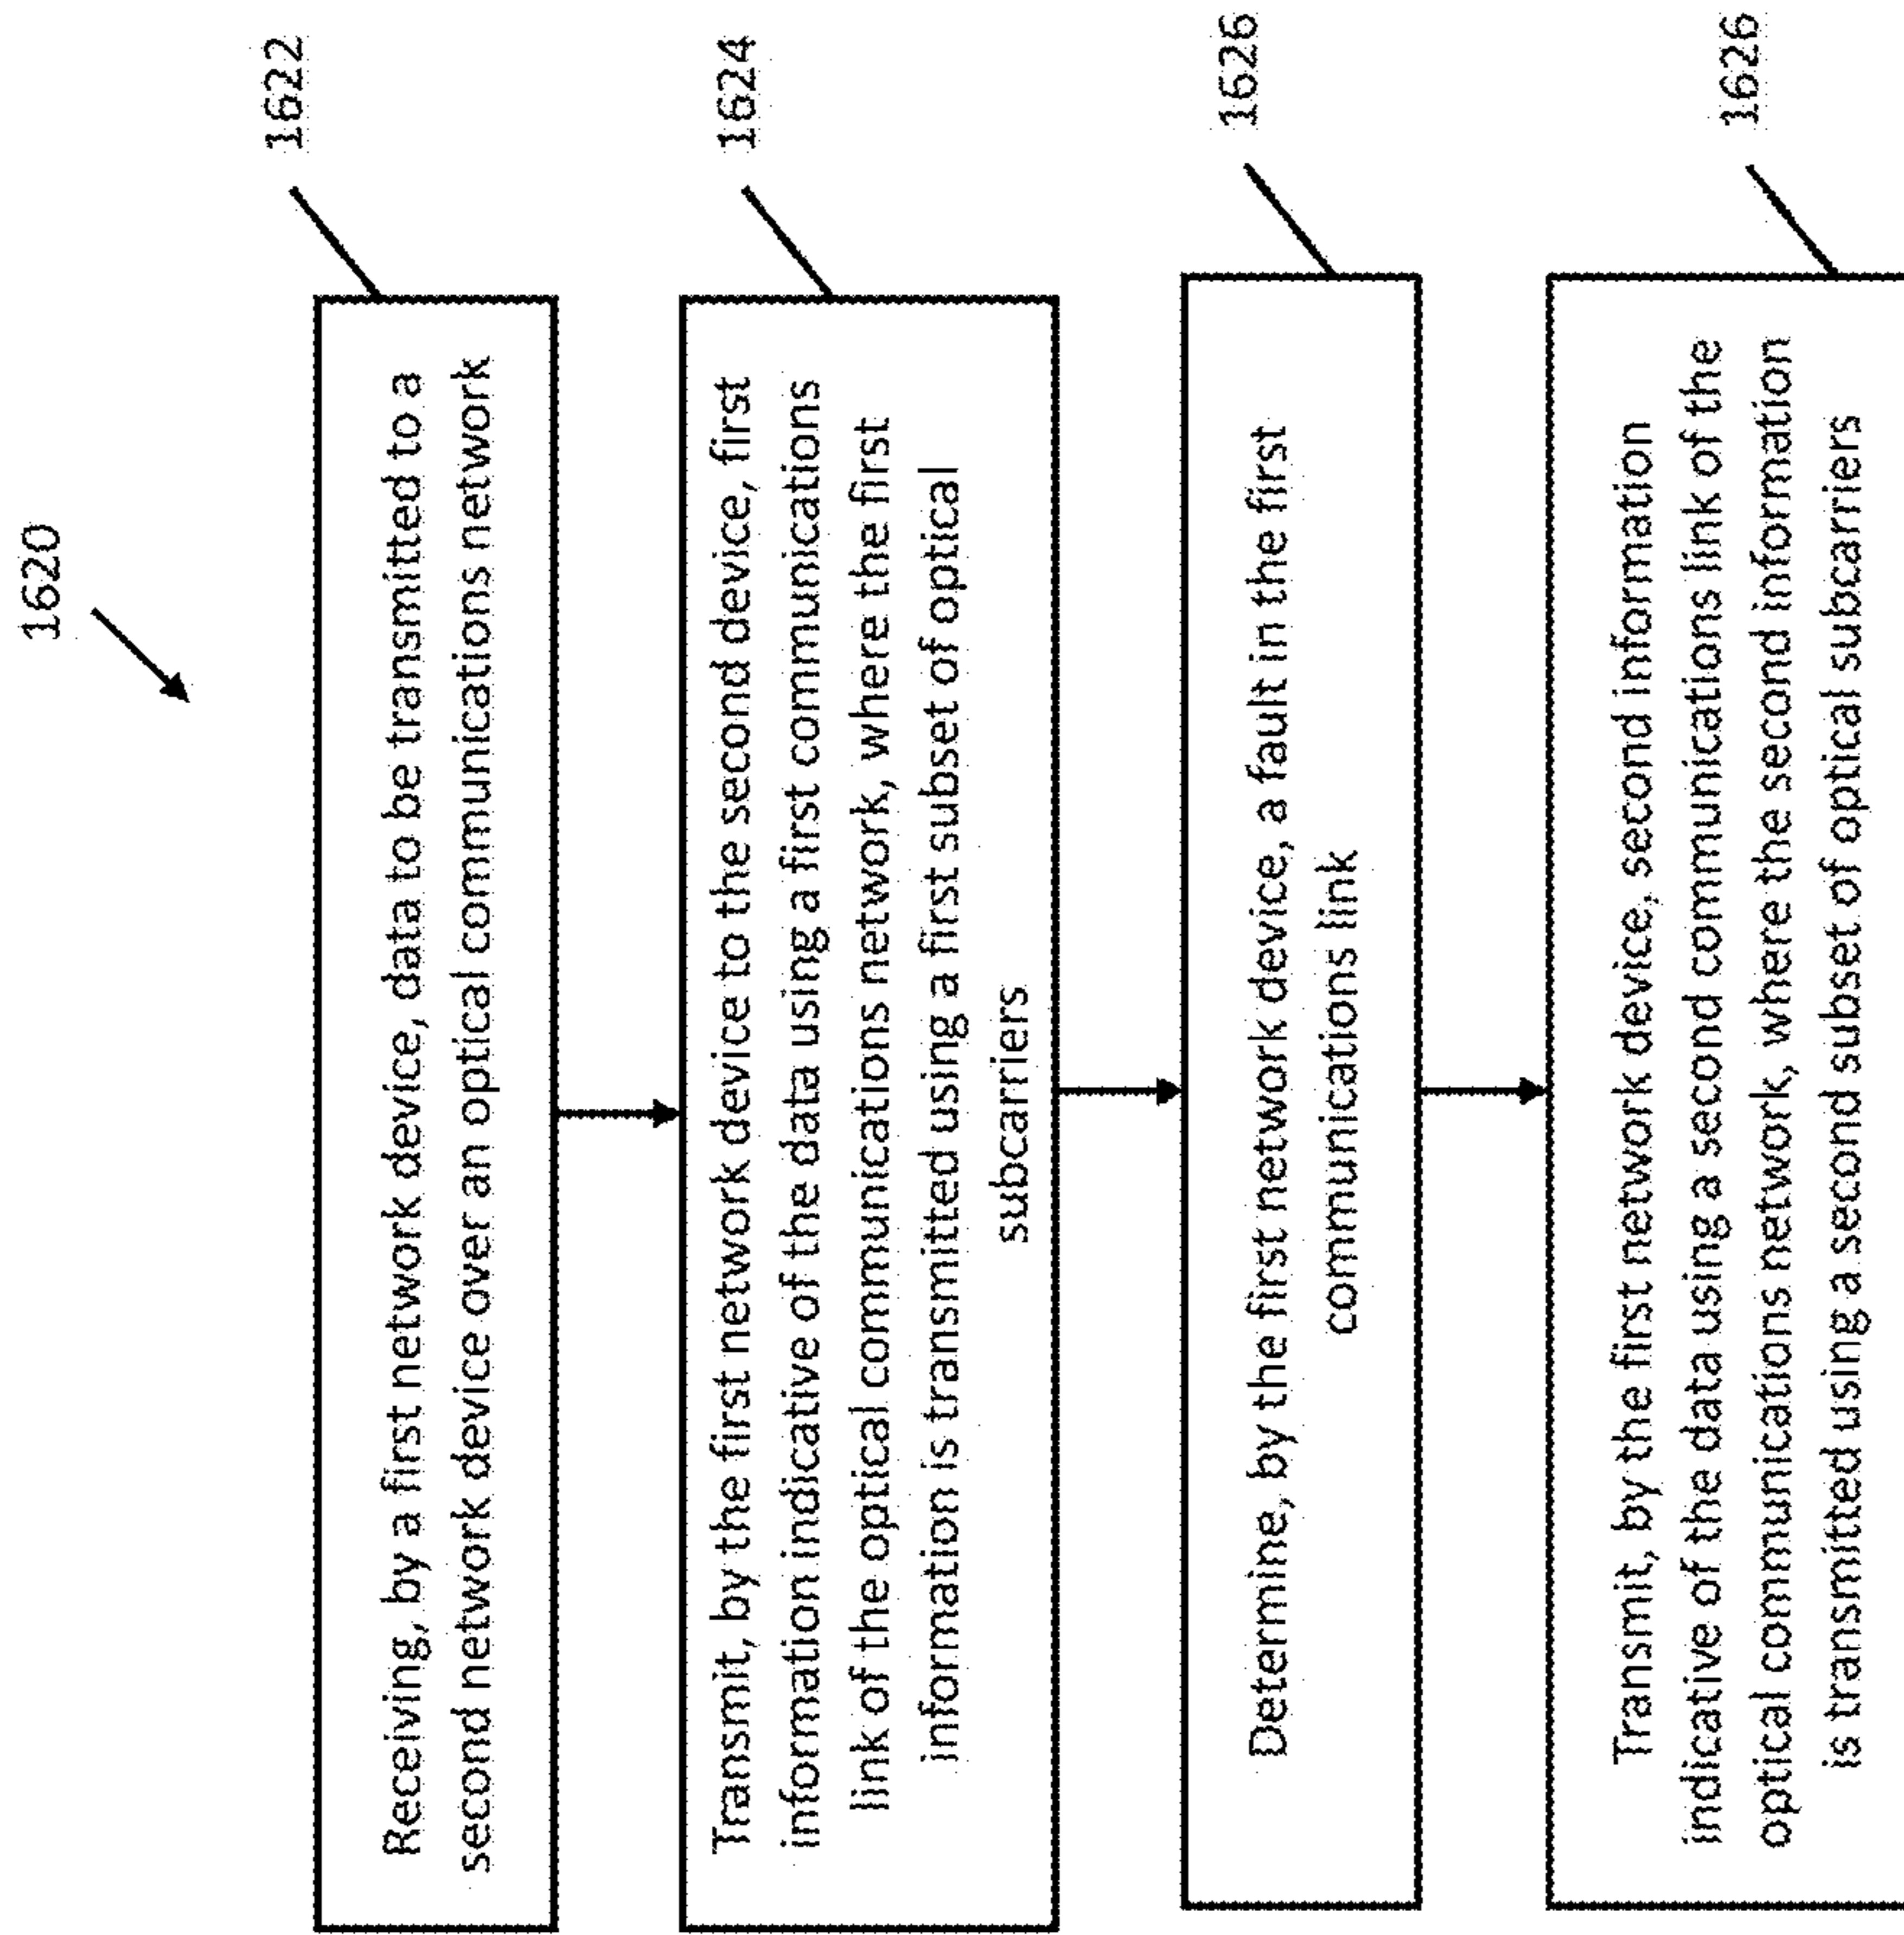 1620
1622
Receiving, by a first network device, data to be transmitted to a
second network device over an optical communications network
1624
Transmit, by the first network device to the second device, first
information indicative of the data using a first communications
link of the optical communications network, where the first
information is transmitted using a first subset of optical
subcarriers
1626
Determine, by the first network device, a fault in the first
communications link
1626
Transmit, by the first network device, second information
indicative of the data using a second communications link of the
optical communications network, where the second information
is transmitted using a second subset of optical subcarriers